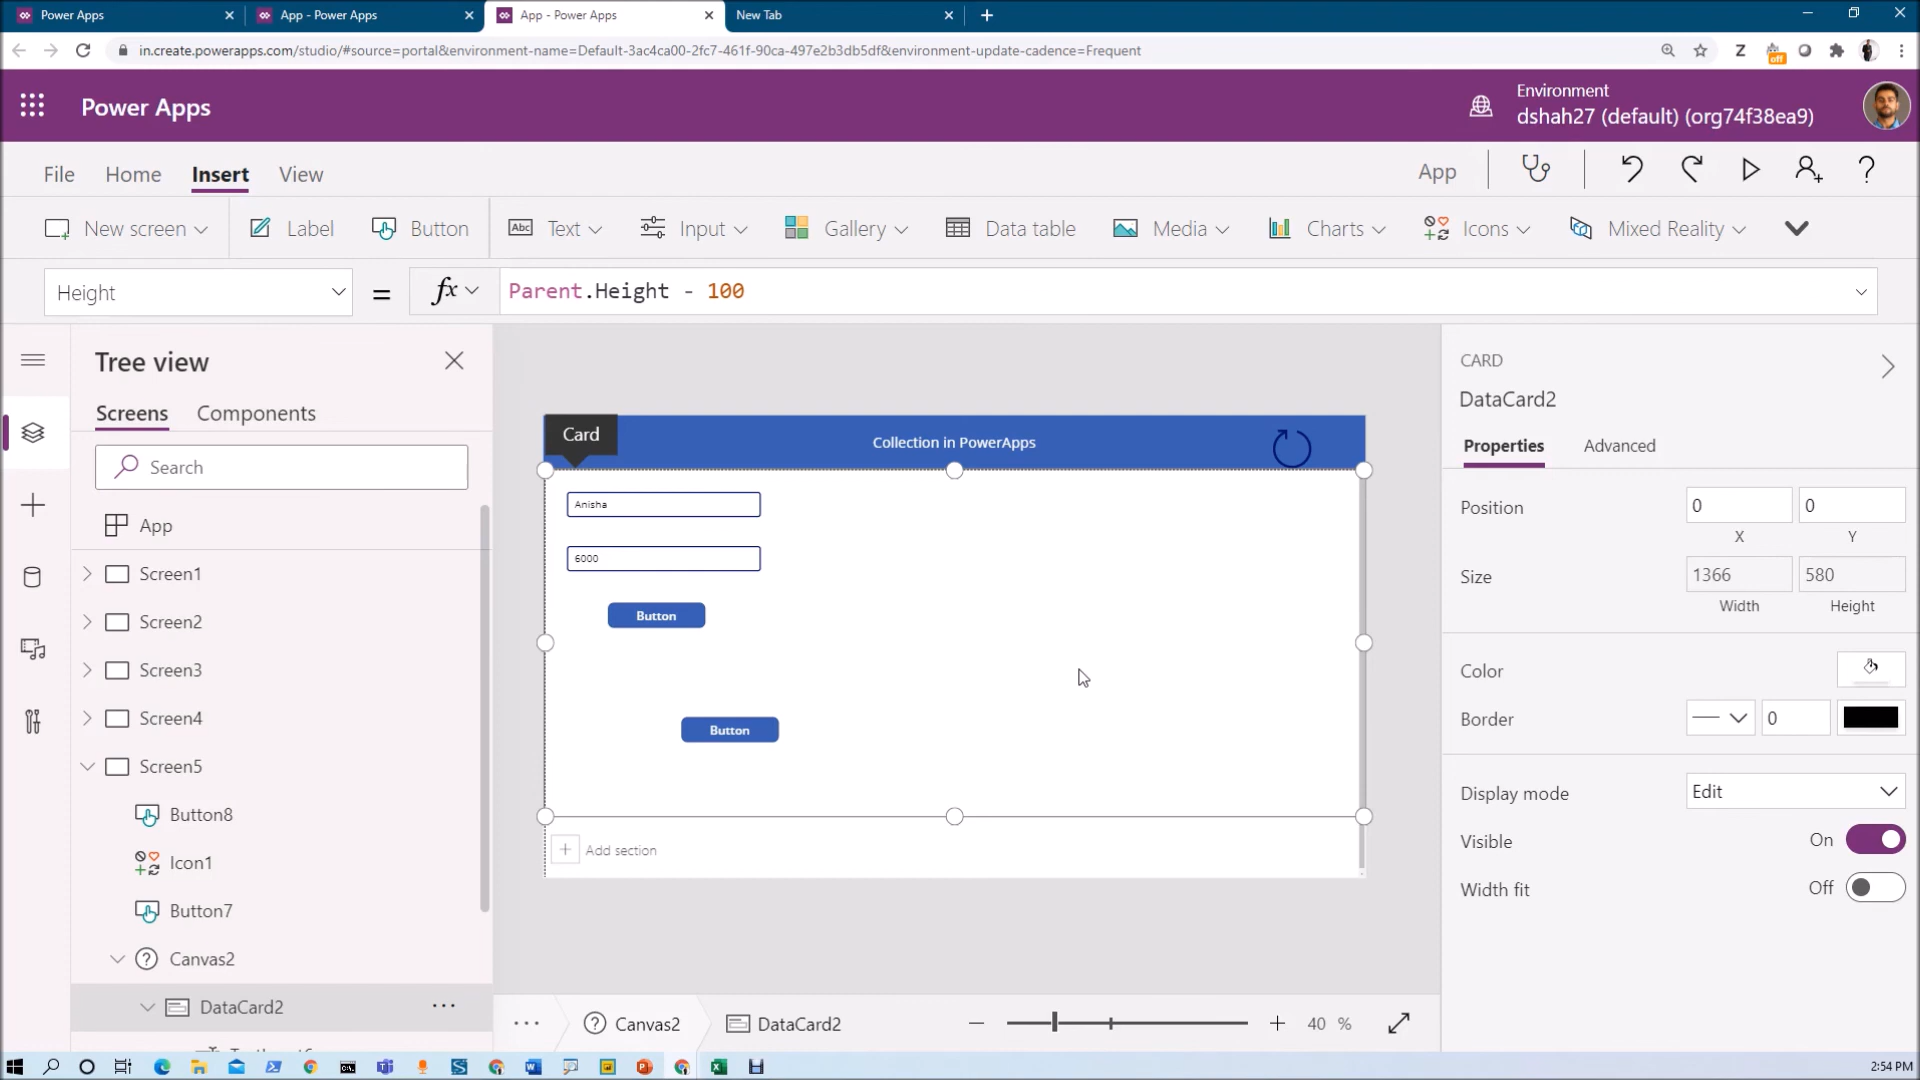 Power Apps
App - Power Apps
App - Power Apps
New Tab
in.create.powerapps.com/studio/#source=portal&environment-name=Default-3ac4ca00-2fc7-461f-90ca-497e2b3db5df&environment-update-cadence=Frequent
Z
off
Power Apps
Environment
dshah27 (default) (org74f38ea9)
File Home Insert View
App
New screen Label Button Abc Text Input Gallery Data table Media Charts Icons Mixed Reality
Height = fx Parent.Height - 100
Tree view
Screens Components
Search
App
Screen1
Screen2
Screen3
Screen4
Screen5
Button8
Icon1
Button7
Canvas2
DataCard2
Card
Collection in PowerApps
Anisha
6000
Button
Button
Add section
Canvas2 DataCard2
40 %
CARD
DataCard2
Properties Advanced
Position 0 0
X Y
Size 1366 580
Width Height
Color
Border 0
Display mode Edit
Visible On
Width fit Off
2:54 PM